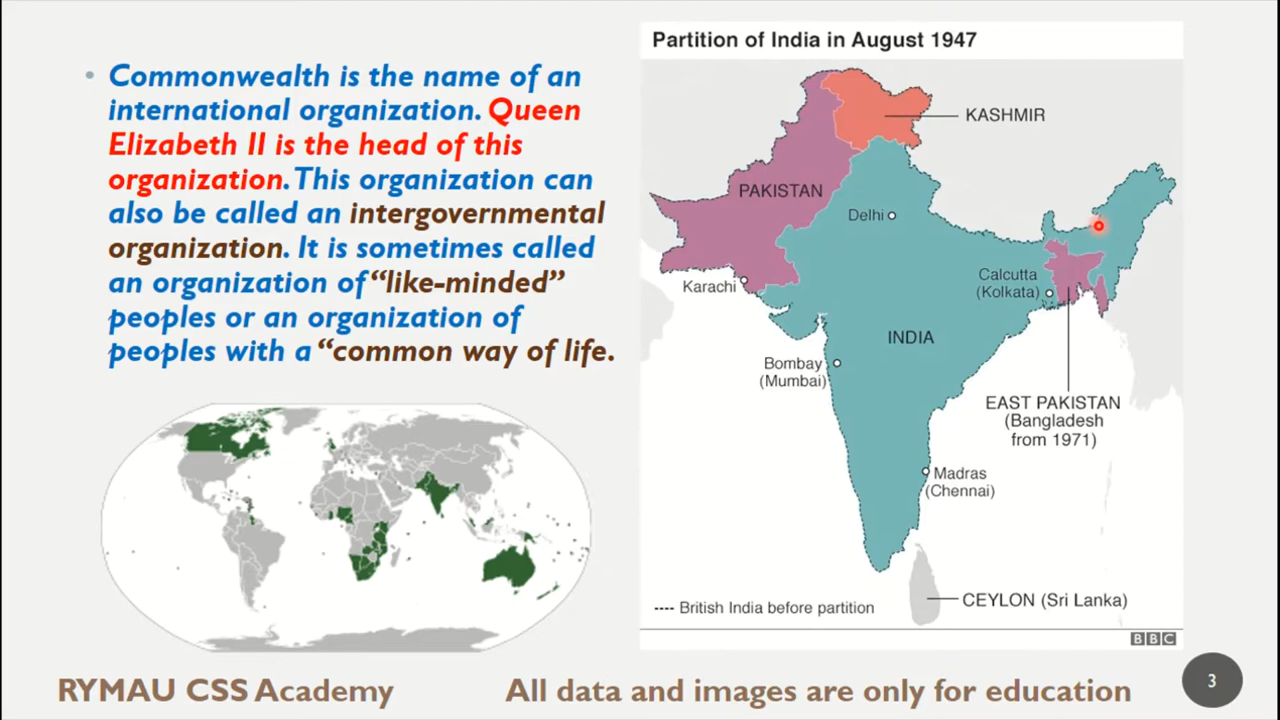 • Commonwealth is the name of an
international organization. Queen
Elizabeth II is the head of this
organization. This organization can
also be called an intergovernmental
organization. It is sometimes called
an organization of “like-minded”
peoples or an organization of
peoples with a “common way of life.
Partition of India in August 1947
KASHMIR
PAKISTAN
Delhi
Karachi
Calcutta
(Kolkata)
INDIA
Bombay
(Mumbai)
EAST PAKISTAN
(Bangladesh
from 1971)
Madras
(Chennai)
CEYLON (Sri Lanka)
---- British India before partition
BBC
RYMAU CSS Academy
All data and images are only for education
3